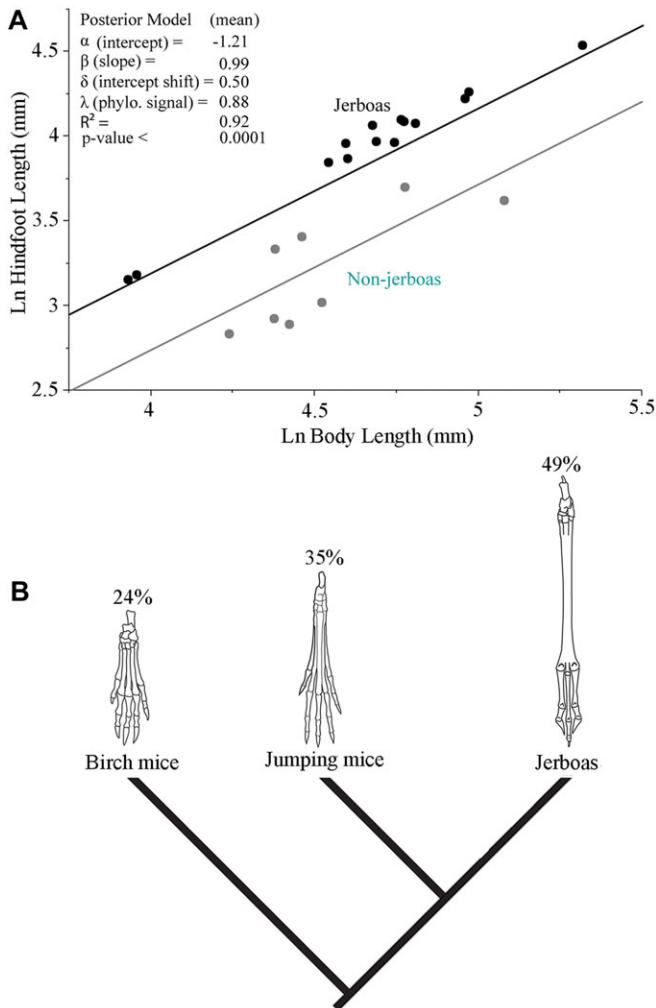 A
Posterior Model (mean)
α (intercept) = -1.21
β (slope) = 0.99
δ (intercept shift) = 0.50
λ (phylo. signal) = 0.88
R² = 0.92
p-value < 0.0001
Ln Hindfoot Length (mm)
4.5
4
3.5
3
2.5
Jerboas
Non-jerboas
4 4.5 5 5.5
Ln Body Length (mm)
B
24% 35% 49%
Birch mice Jumping mice Jerboas